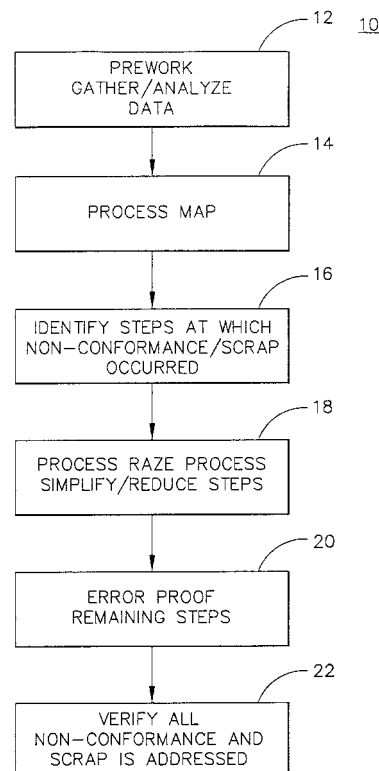 12
10
PREWORK
GATHER/ANALYZE
DATA
14
PROCESS MAP
16
IDENTIFY STEPS AT WHICH
NON-CONFORMANCE/SCRAP
OCCURRED
18
PROCESS RAZE PROCESS
SIMPLIFY/REDUCE STEPS
20
ERROR PROOF
REMAINING STEPS
22
VERIFY ALL
NON-CONFORMANCE AND
SCRAP IS ADDRESSED